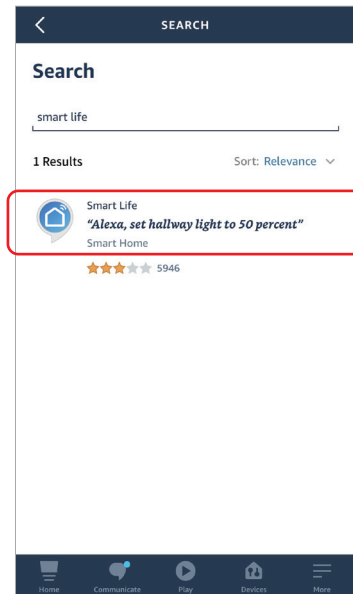 SEARCH
Search
smart life
1 Results Sort: Relevance
Smart Life
“Alexa, set hallway light to 50 percent”
Smart Home
5946
Home Communicate Play Devices More